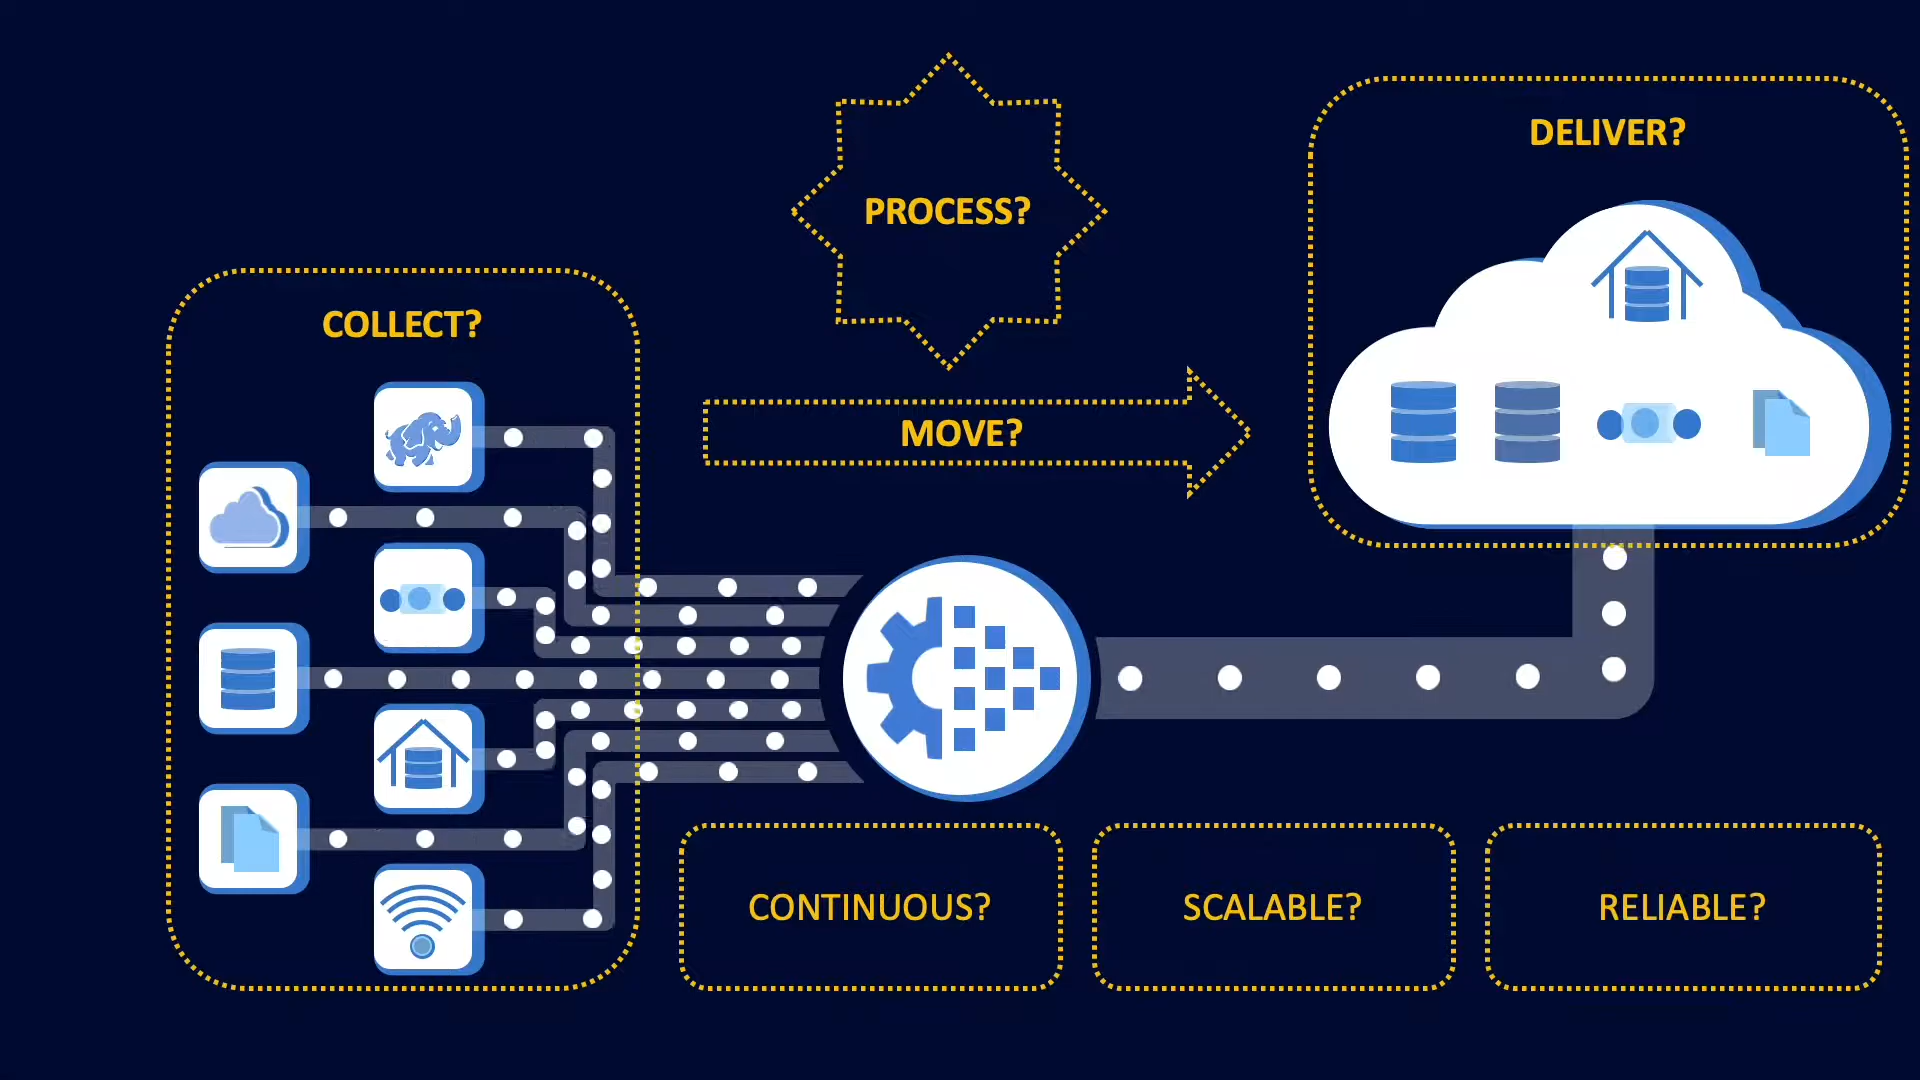 PROCESS?
DELIVER?
COLLECT?
MOVE?
CONTINUOUS?
SCALABLE?
RELIABLE?